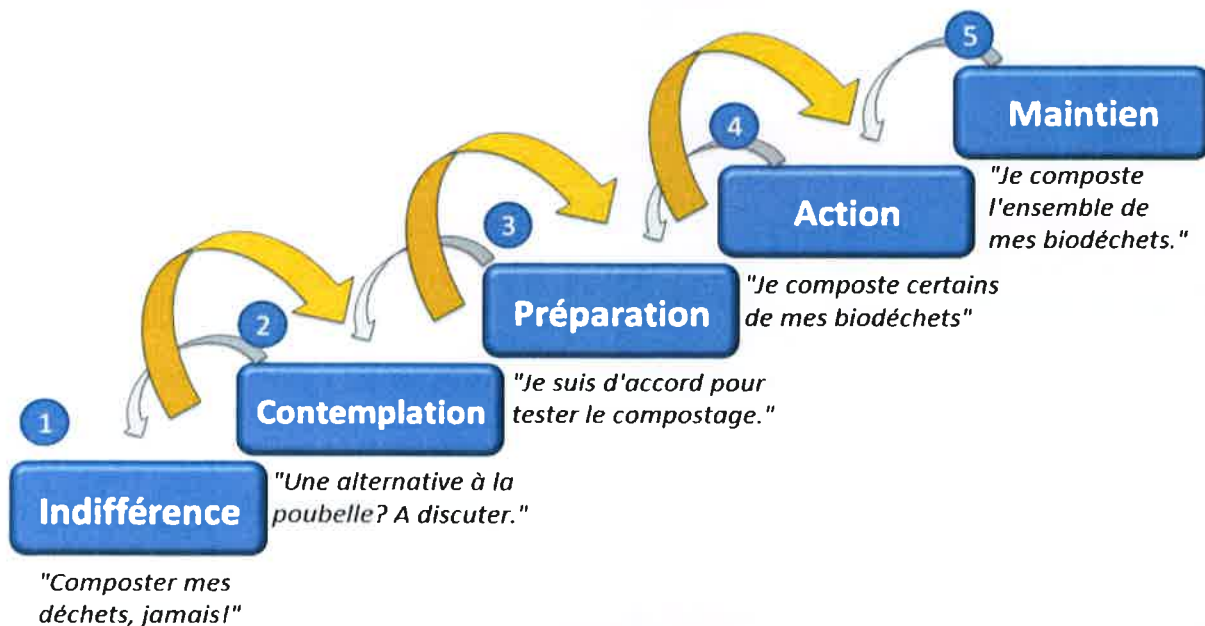 1
Indifférence
"Composter mes
déchets, jamais!"
2
Contemplation
"Une alternative à la
poubelle? A discuter."
3
Préparation
"Je suis d'accord pour
tester le compostage."
4
Action
"Je composte certains
de mes biodéchets"
5
Maintien
"Je composte
l'ensemble de
mes biodéchets."